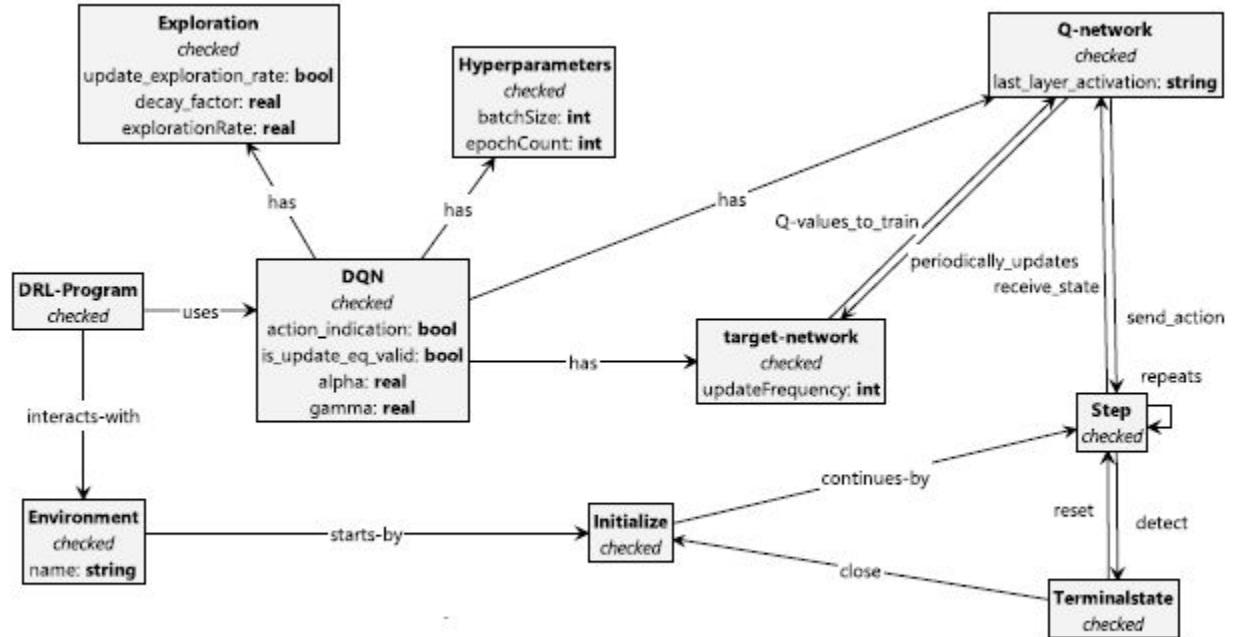 Exploration
checked
update_exploration_rate: bool
decay_factor: real
explorationRate: real
Hyperparameters
checked
batchSize: int
epochCount: int
Q-network
checked
last_layer_activation: string
has
has
has
Q-values_to_train
periodically_updates
receive_state
DRL-Program
checked
uses
DQN
checked
action_indication: bool
is_update_eq_valid: bool
alpha: real
gamma: real
has
target-network
checked
updateFrequency: int
send_action
repeats
Step
checked
interacts-with
continues-by
Environment
checked
name: string
starts-by
Initialize
checked
reset
detect
close
Terminalstate
checked